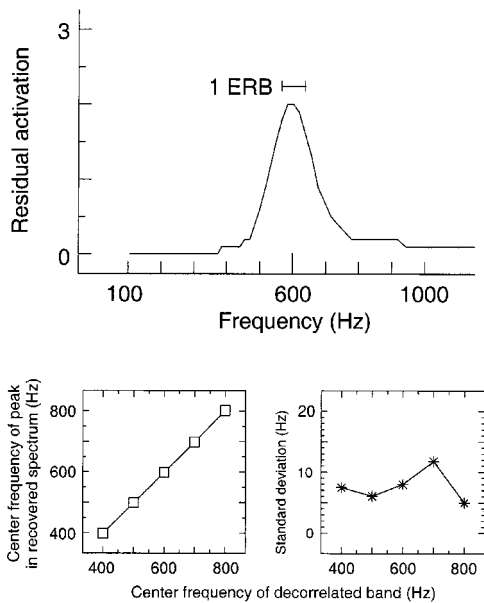 3
Residual activation
1 ERB
0
100 600 1000
Frequency (Hz)
Center frequency of peak
in recovered spectrum (Hz)
800
600
400
400 500 600 700 800
Standard deviation (Hz)
20
10
0
400 500 600 700 800
Center frequency of decorrelated band (Hz)